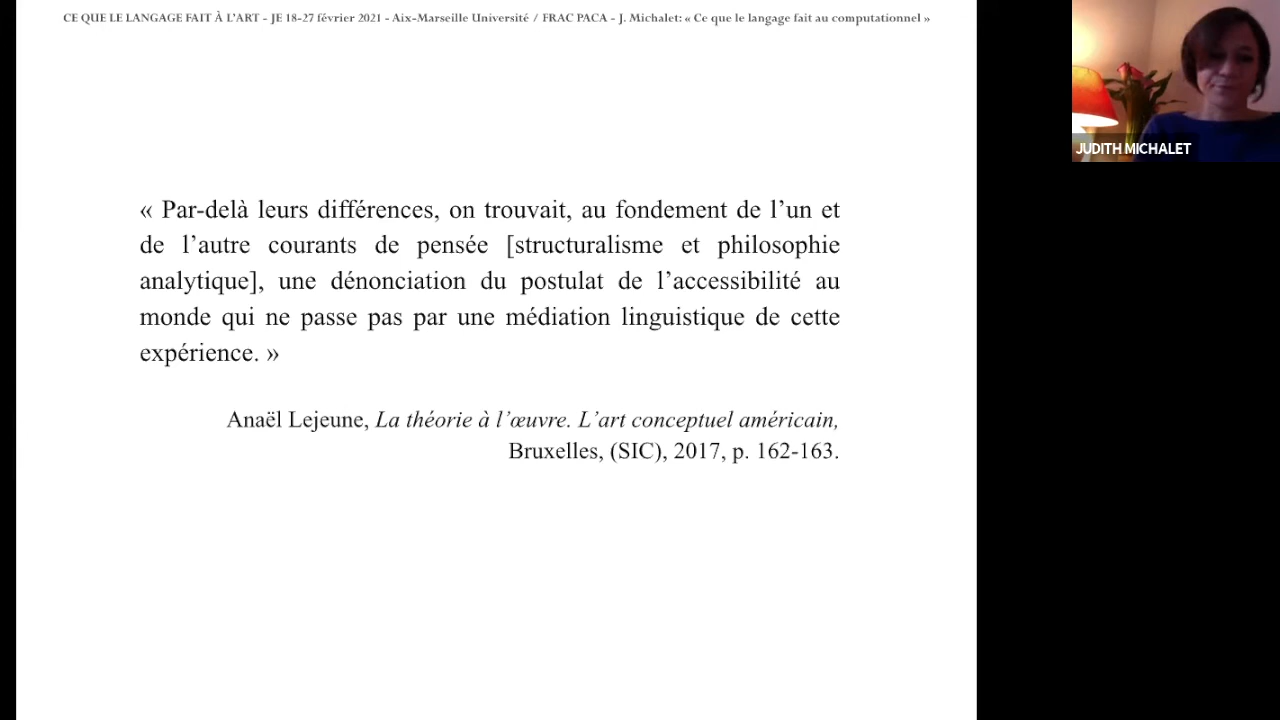 CE QUE LE LANGAGE FAIT À L'ART - JE 18-27 février 2021 - Aix-Marseille Université / FRAC PACA - J. Michalet: « Ce que le langage fait au computationnel »
JUDITH MICHALET
« Par-delà leurs différences, on trouvait, au fondement de l'un et
de l'autre courants de pensée [structuralisme et philosophie
analytique], une dénonciation du postulat de l'accessibilité au
monde qui ne passe pas par une médiation linguistique de cette
expérience. »
Anaël Lejeune, La théorie à l'œuvre. L'art conceptuel américain,
Bruxelles, (SIC), 2017, p. 162-163.